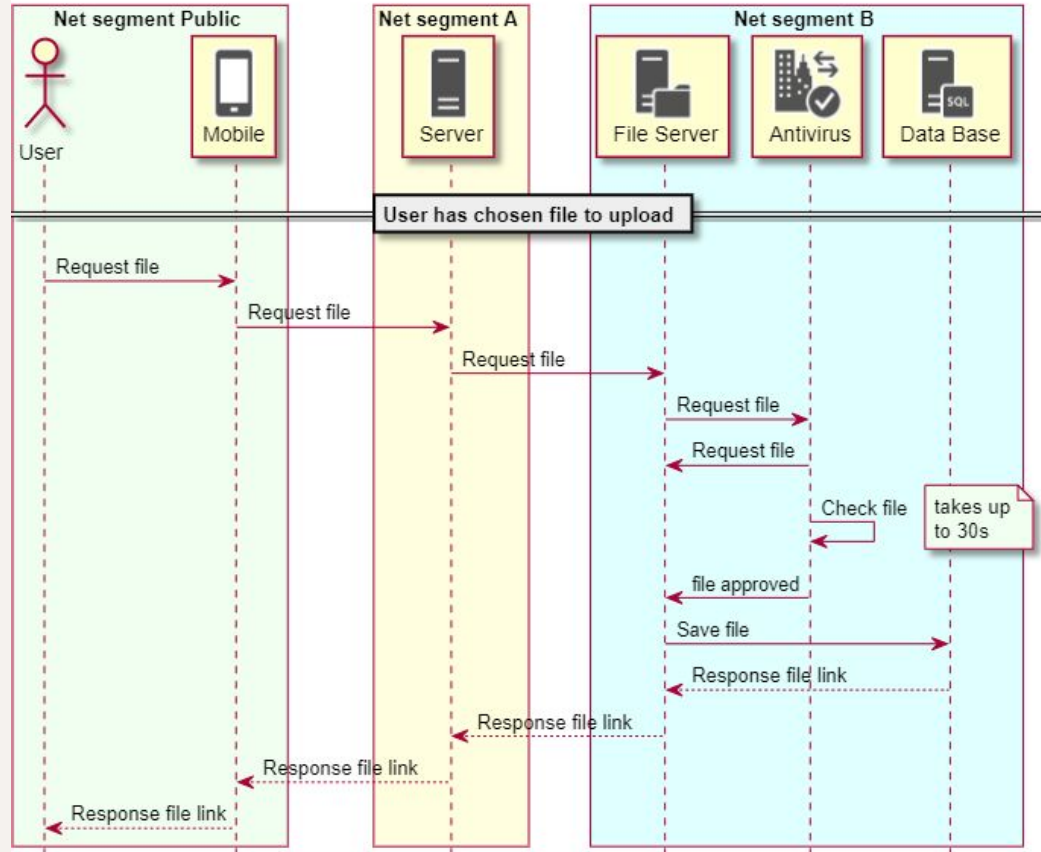 Net segment Public
Net segment A
Net segment B
User
Mobile
Server
File Server
Antivirus
SQL
Data Base
User has chosen file to upload
Request file
Request file
Request file
Request file
Request file
Check file
takes up
to 30s
file approved
Save file
Response file link
Response file link
Response file link
Response file link